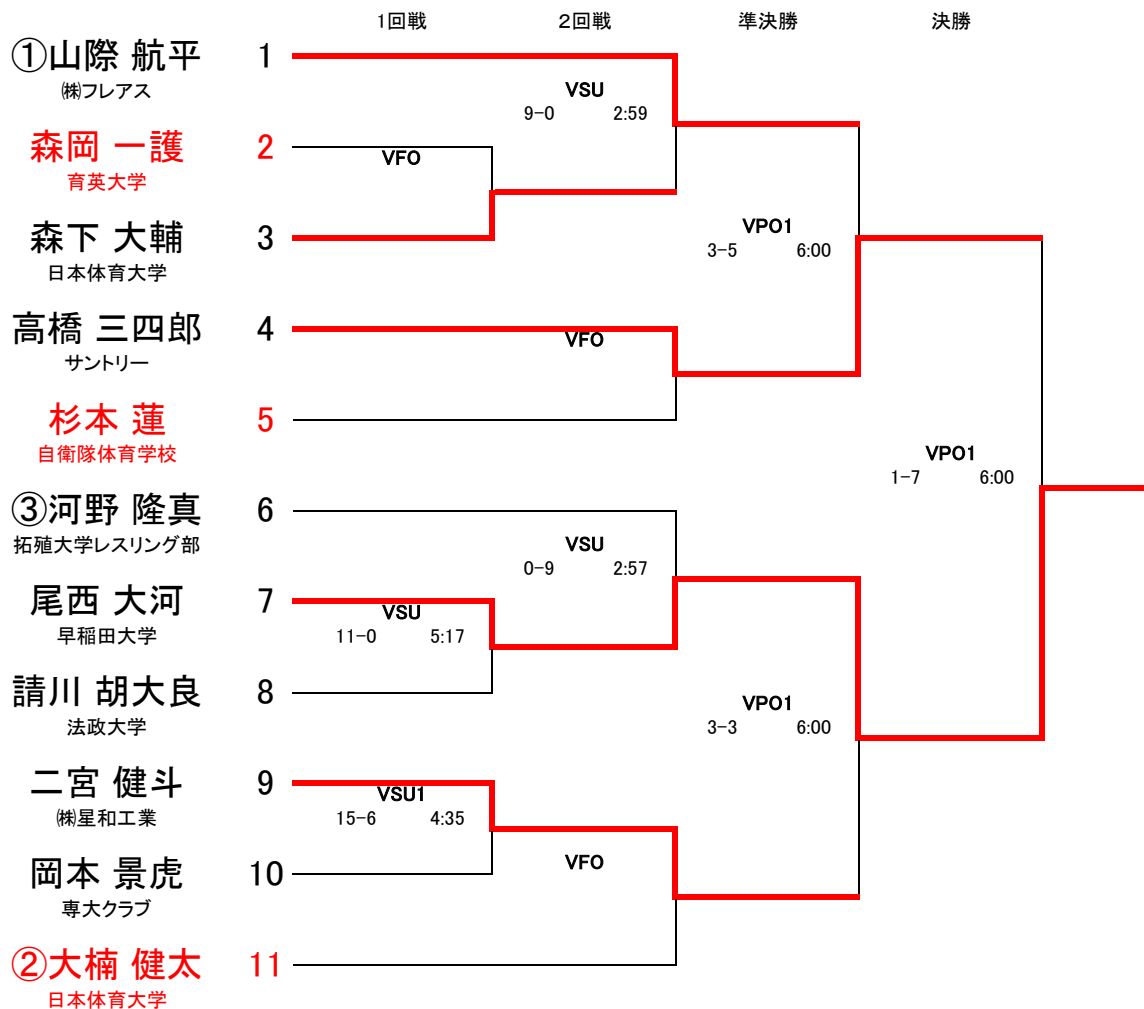 1回戦 2回戦 準決勝 決勝
①山際 航平 1
㈱フレアス
VSU
9-0 2:59
森岡 一護 2
育英大学
VFO
森下 大輔 3
日本体育大学
VPO1
3-5 6:00
高橋 三四郎 4
サントリー
VFO
杉本 蓮 5
自衛隊体育学校
VPO1
1-7 6:00
③河野 隆真 6
拓殖大学レスリング部
VSU
0-9 2:57
尾西 大河 7
早稲田大学
VSU
11-0 5:17
請川 胡大良 8
法政大学
VPO1
3-3 6:00
二宮 健斗 9
㈱星和工業
VSU1
15-6 4:35
岡本 景虎 10
専大クラブ
VFO
②大楠 健太 11
日本体育大学